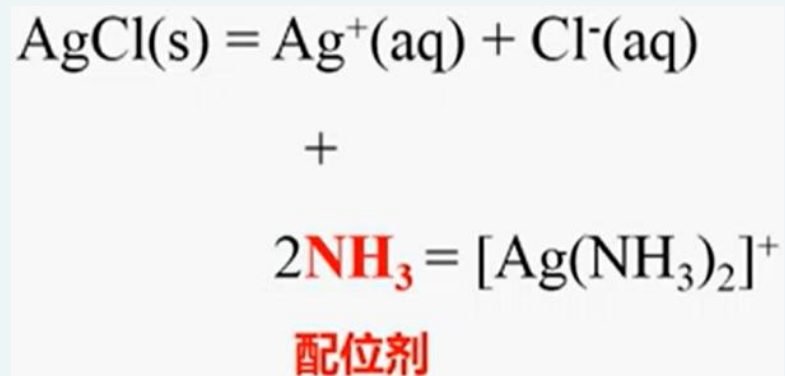 AgCl(s) = Ag⁺(aq) + Cl⁻(aq)
+
2NH₃ = [Ag(NH₃)₂]⁺
配位剂